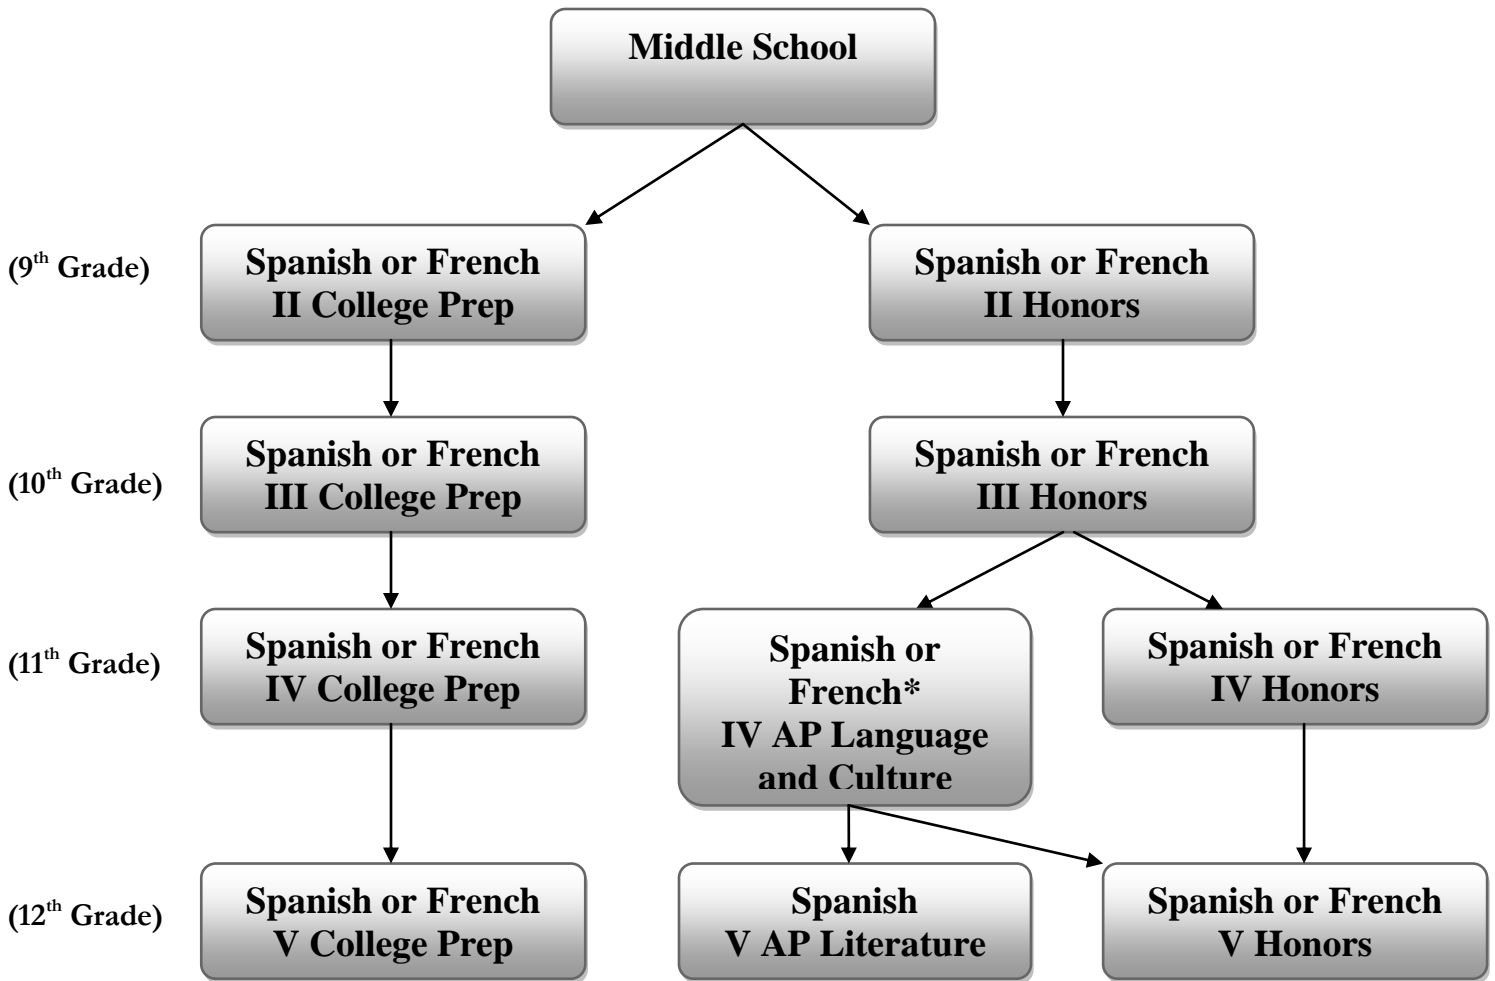 Middle School
(9th Grade)
Spanish or French
II College Prep
Spanish or French
II Honors
(10th Grade)
Spanish or French
III College Prep
Spanish or French
III Honors
(11th Grade)
Spanish or French
IV College Prep
Spanish or
French*
IV AP Language
and Culture
Spanish or French
IV Honors
(12th Grade)
Spanish or French
V College Prep
Spanish
V AP Literature
Spanish or French
V Honors